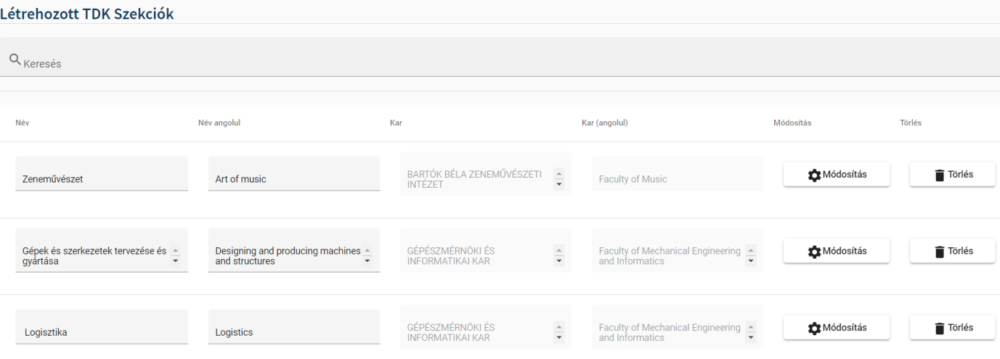 Létrehozott TDK Szekciók
Keresés
Név Név angolul Kar Kar (angolul) Módosítás Törlés
Zeneművészet Art of music BARTÓK BÉLA ZENEMŰVÉSZETI Faculty of Music Módosítás Törlés
INTÉZET
Gépek és szerkezetek tervezése és Designing and producing machines GÉPÉSZMÉRNÖKI ÉS Faculty of Mechanical Engineering Módosítás Törlés
gyártása and structures INFORMATIKAI KAR and Informatics
Logisztika Logistics GÉPÉSZMÉRNÖKI ÉS Faculty of Mechanical Engineering Módosítás Törlés
INFORMATIKAI KAR and Informatics